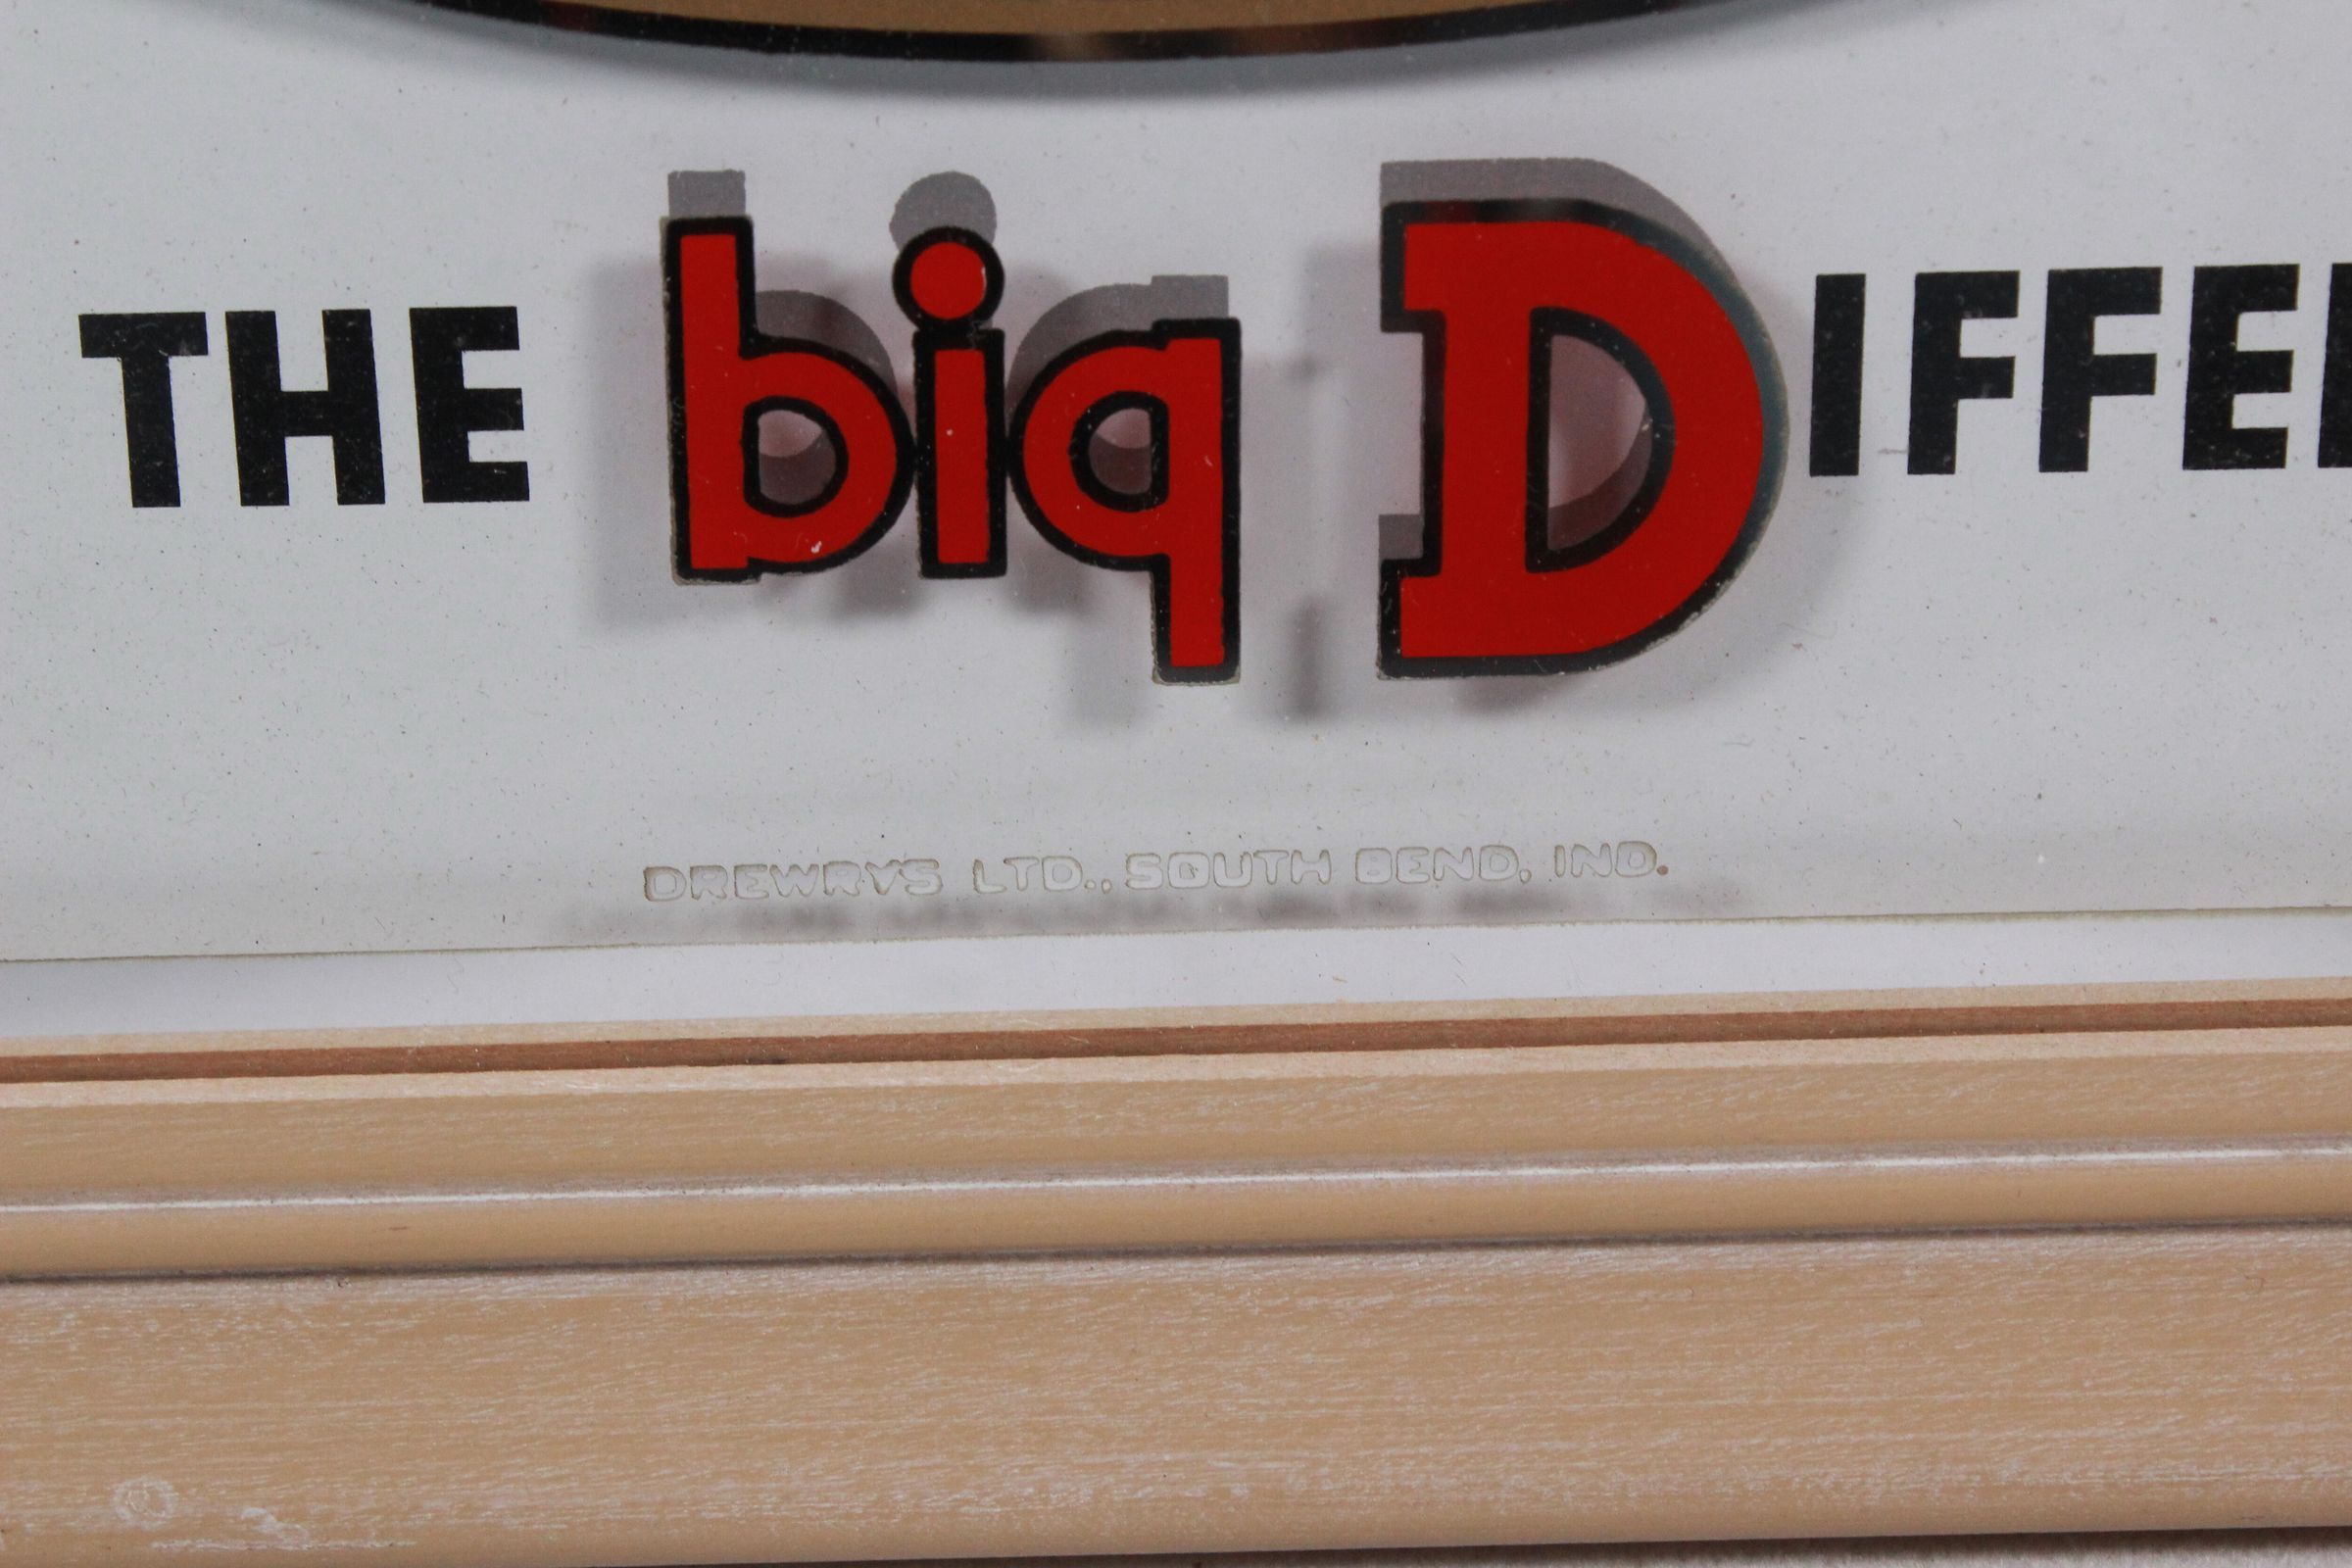 THE big DIFFE
DREWRYS LTD., SOUTH BEND, IND.